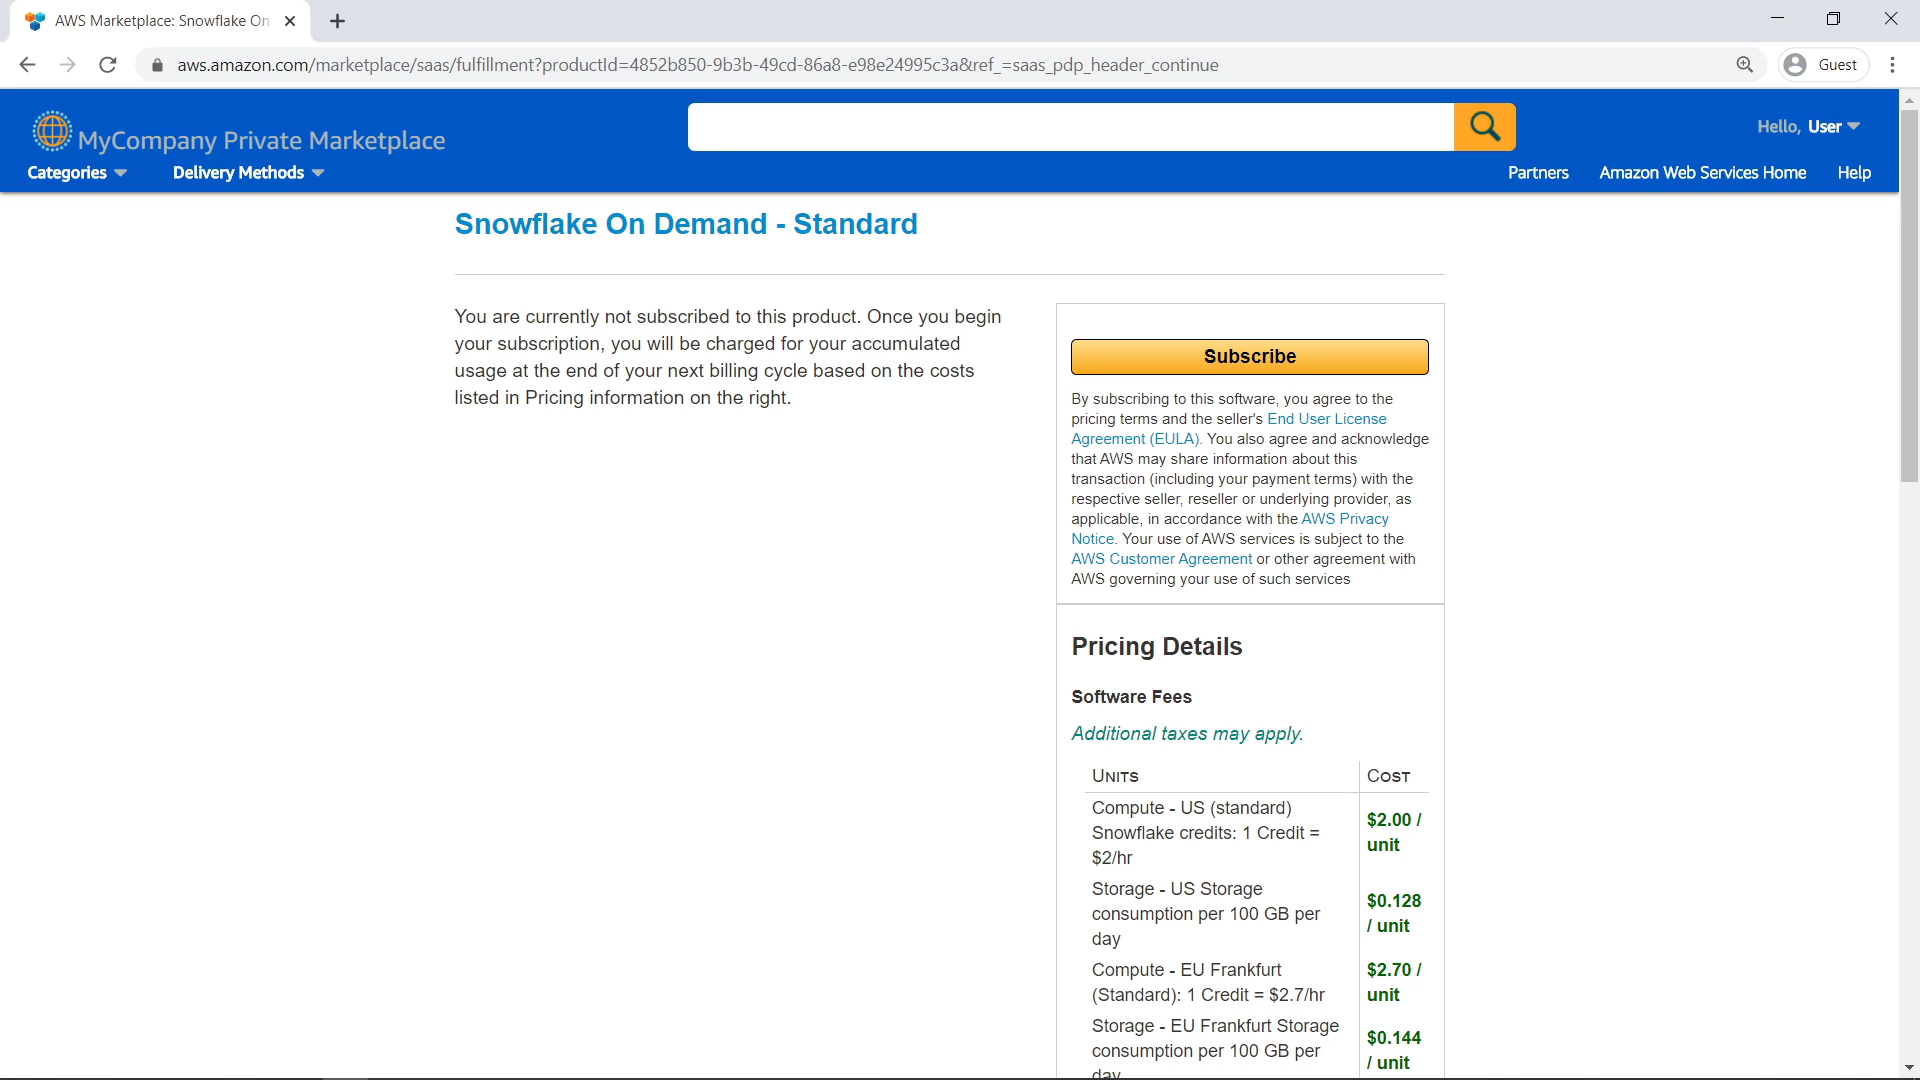 AWS Marketplace: Snowflake On
aws.amazon.com/marketplace/saas/fulfillment?productId=4852b850-9b3b-49cd-86a8-e98e24995c3a&ref_=saas_pdp_header_continue
Guest
MyCompany Private Marketplace
Hello, User
Categories
Delivery Methods
Partners
Amazon Web Services Home
Help
Snowflake On Demand - Standard
You are currently not subscribed to this product. Once you begin
your subscription, you will be charged for your accumulated
usage at the end of your next billing cycle based on the costs
listed in Pricing information on the right.
Subscribe
By subscribing to this software, you agree to the
pricing terms and the seller's End User License
Agreement (EULA). You also agree and acknowledge
that AWS may share information about this
transaction (including your payment terms) with the
respective seller, reseller or underlying provider, as
applicable, in accordance with the AWS Privacy
Notice. Your use of AWS services is subject to the
AWS Customer Agreement or other agreement with
AWS governing your use of such services
Pricing Details
Software Fees
Additional taxes may apply.
UNITS
COST
Compute - US (standard)
Snowflake credits: 1 Credit =
$2/hr
$2.00 /
unit
Storage - US Storage
consumption per 100 GB per
day
$0.128
/ unit
Compute - EU Frankfurt
(Standard): 1 Credit = $2.7/hr
$2.70 /
unit
Storage - EU Frankfurt Storage
consumption per 100 GB per
day
$0.144
/ unit